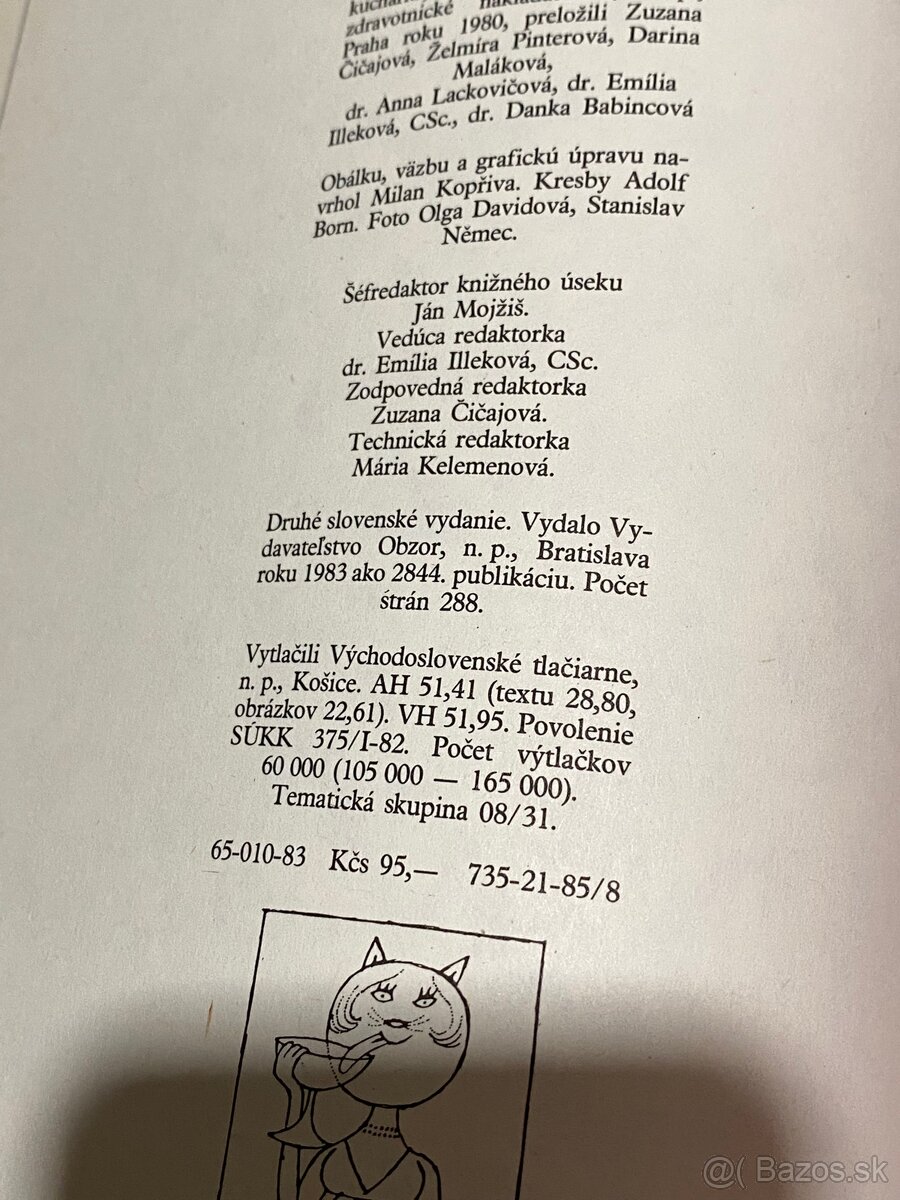 zdravotnícke
Praha roku 1980, preložili Zuzana
Čičajová, Želmíra Pinterová, Darina
Maláková,
dr. Anna Lackovičová, dr. Emília
Illeková, CSc., dr. Danka Babincová
Obálku, väzbu a grafickú úpravu na-
vrhol Milan Kopřiva. Kresby Adolf
Born. Foto Olga Davidová, Stanislav
Němec.
Šéfredaktor knižného úseku
Ján Mojžiš.
Vedúca redaktorka
dr. Emília Illeková, CSc.
Zodpovedná redaktorka
Zuzana Čičajová.
Technická redaktorka
Mária Kelemenová.
Druhé slovenské vydanie. Vydalo Vy-
davateľstvo Obzor, n. p., Bratislava
roku 1983 ako 2844. publikáciu. Počet
strán 288.
Vytlačili Východoslovenské tlačiarne,
n. p., Košice. AH 51,41 (textu 28,80,
obrázkov 22,61). VH 51,95. Povolenie
SÚKK 375/I-82. Počet výtlačkov
60 000 (105 000 — 165 000).
Tematická skupina 08/31.
65-010-83 Kčs 95,— 735-21-85/8
@( Bazos.sk